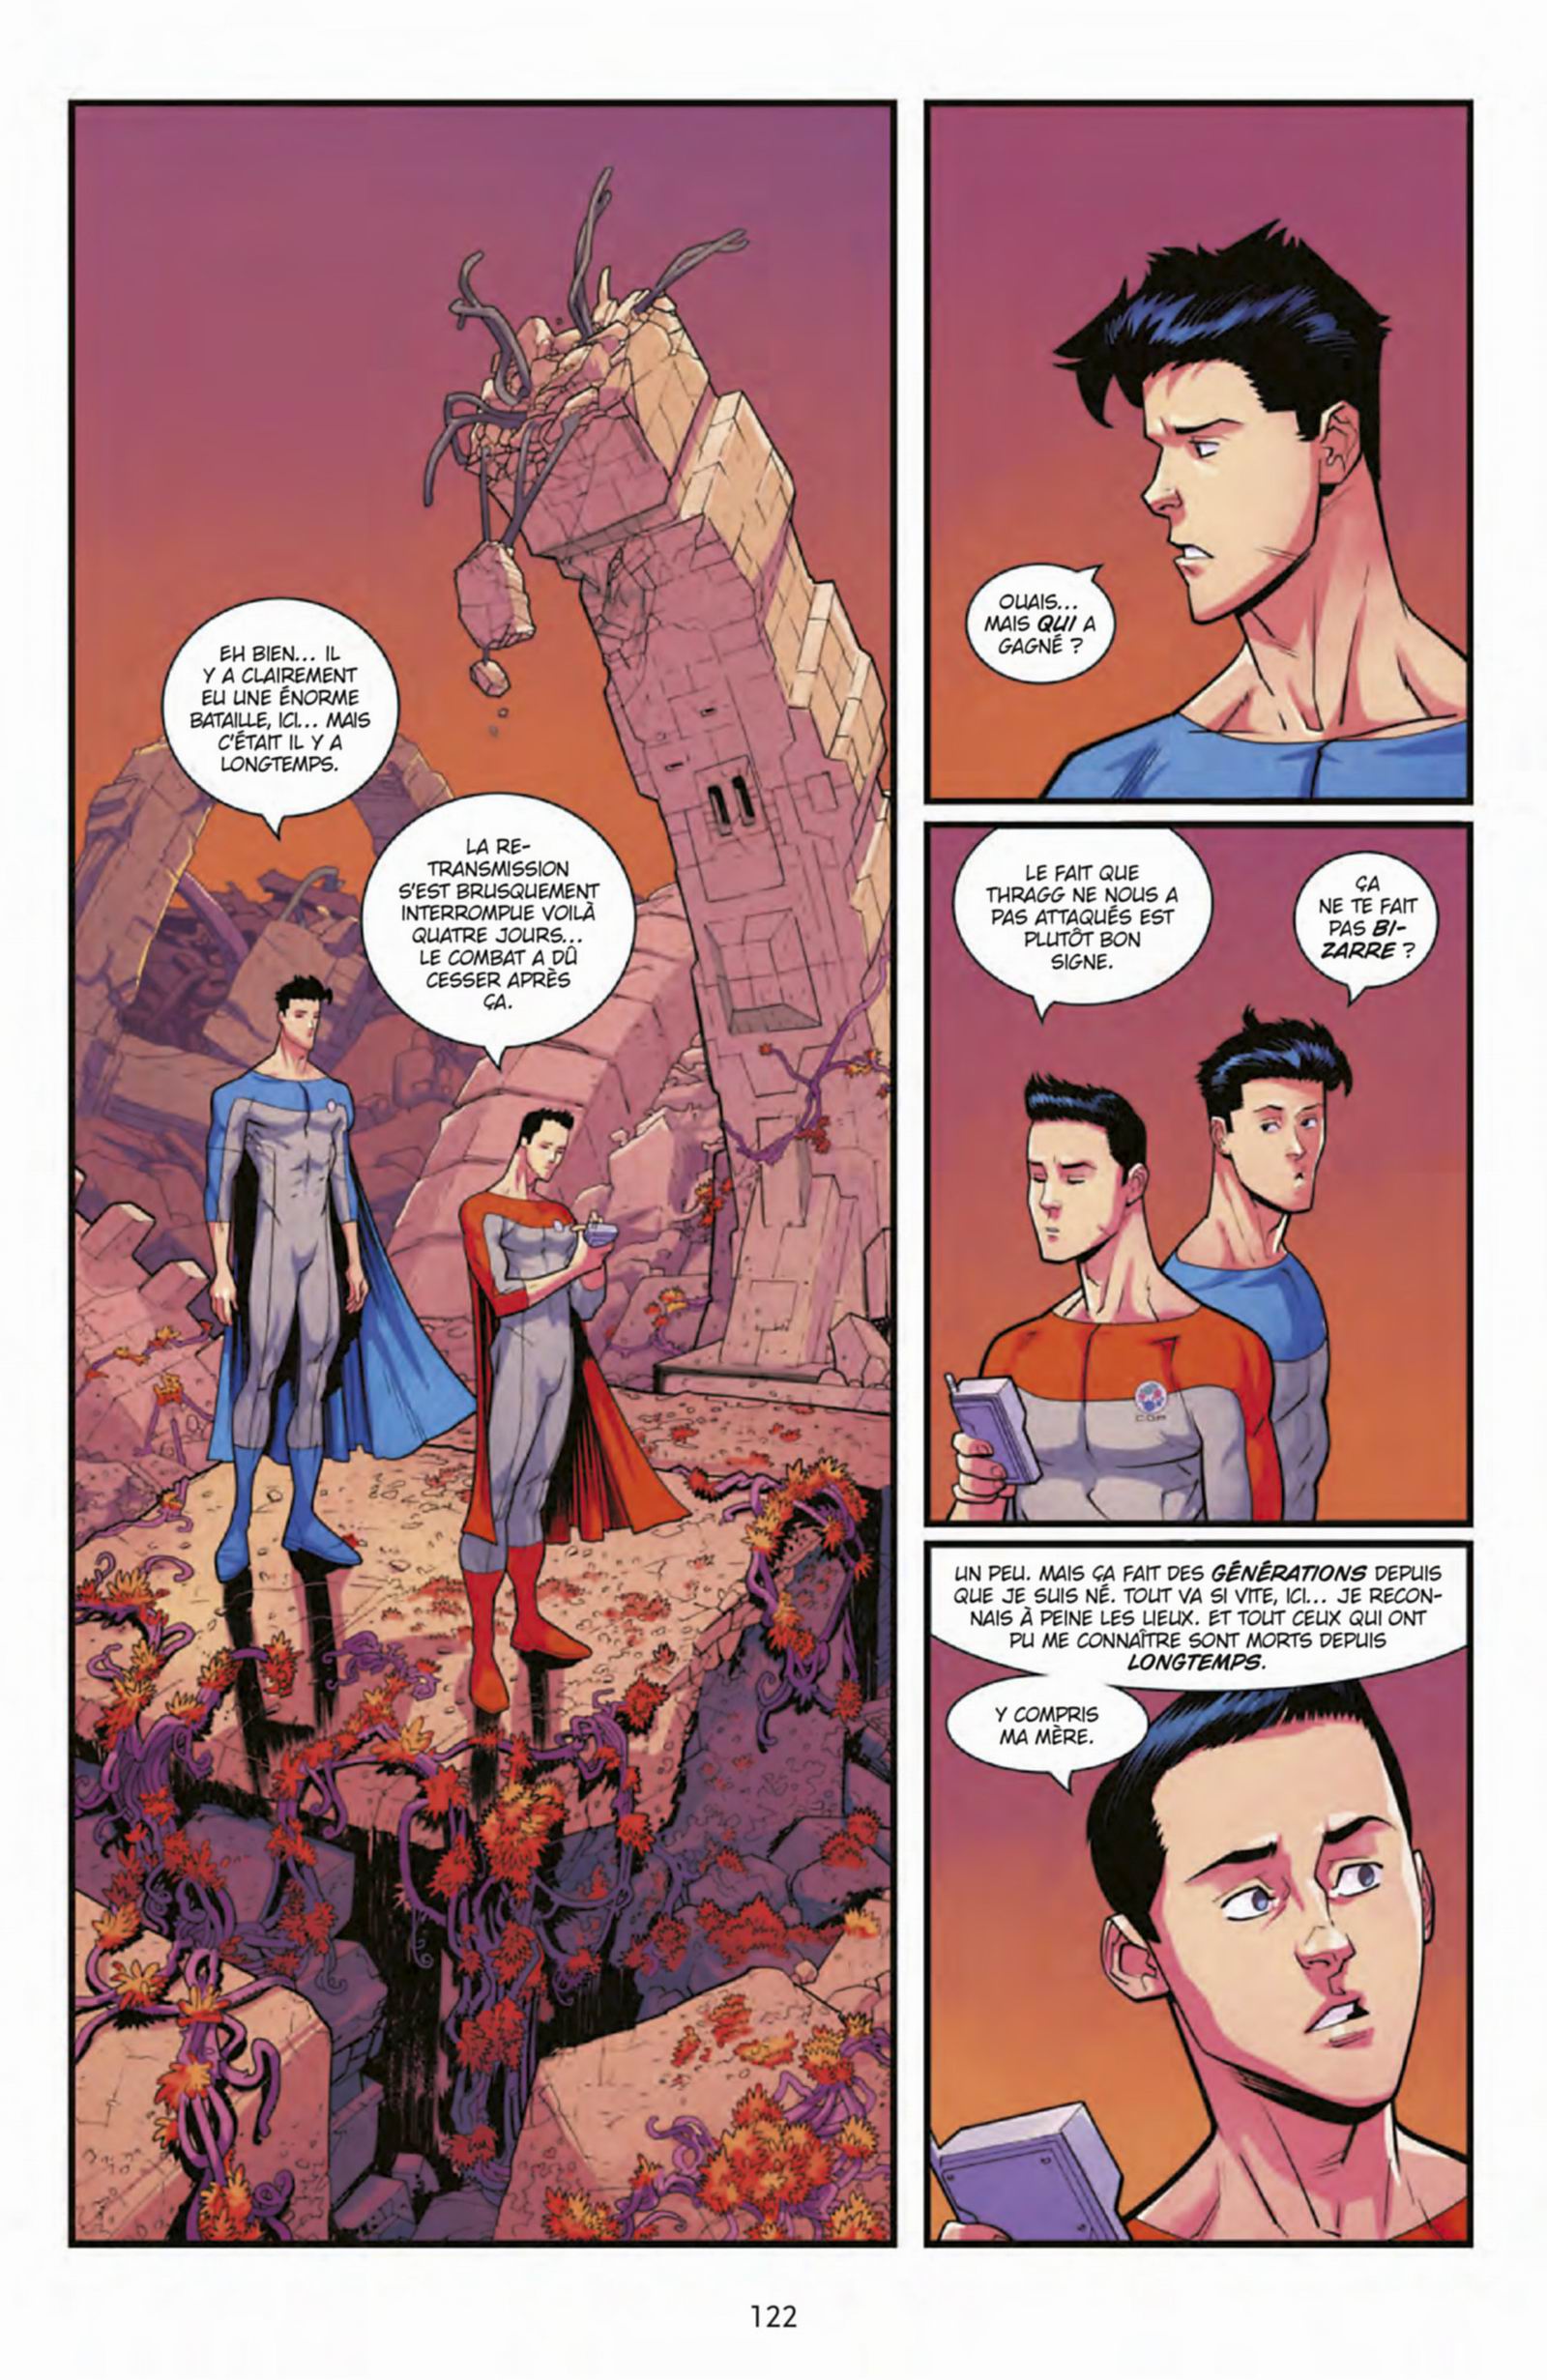 EH BIEN... IL
Y A CLAIREMENT
EU UNE ÉNORME
BATAILLE, ICI... MAIS
C'ÉTAIT IL Y A
LONGTEMPS.
LA RE-
TRANSMISSION
S'EST BRUSQUEMENT
INTERROMPUE VOILÀ
QUATRE JOURS...
LE COMBAT A DÛ
CESSER APRÈS
ÇA.
OUAIS...
MAIS QUI A
GAGNÉ ?
LE FAIT QUE
THRAGG NE NOUS A
PAS ATTAQUÉS EST
PLUTÔT BON
SIGNE.
ÇA
NE TE FAIT
PAS BI-
ZARRE ?
C.D.P.
UN PEU. MAIS ÇA FAIT DES GÉNÉRATIONS DEPUIS
QUE JE SUIS NÉ. TOUT VA SI VITE, ICI... JE RECON-
NAIS À PEINE LES LIEUX. ET TOUT CEUX QUI ONT
PU ME CONNAÎTRE SONT MORTS DEPUIS
LONGTEMPS.
Y COMPRIS
MA MÈRE.
122